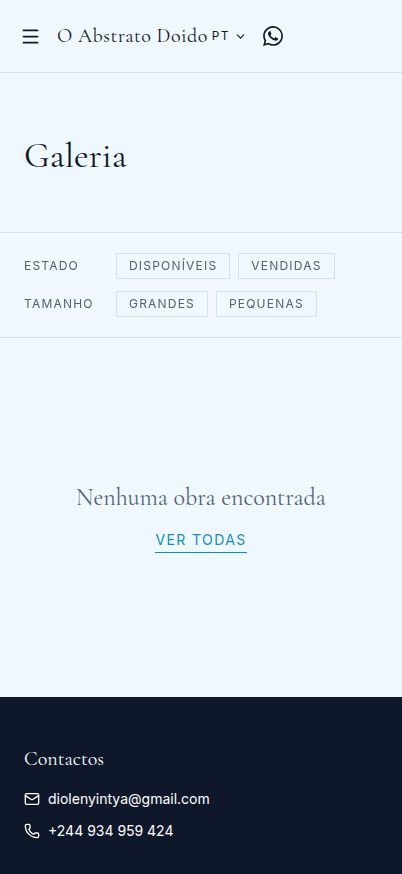 O Abstrato Doido PT
Galeria
ESTADO DISPONÍVEIS VENDIDAS
TAMANHO GRANDES PEQUENAS
Nenhuma obra encontrada
VER TODAS
Contactos
diolenyintya@gmail.com
+244 934 959 424